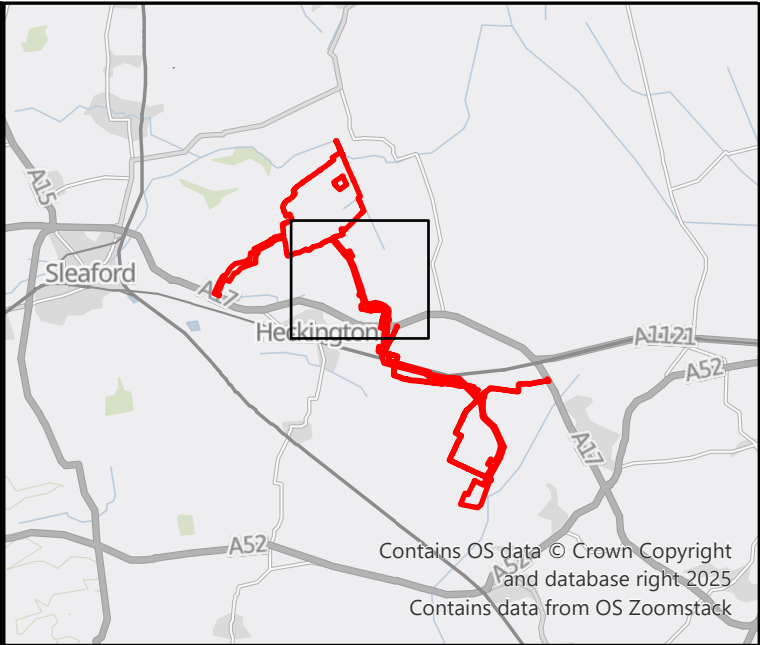 A15
Sleaford
A17
Heckington
A1121
A52
A17
A52
A52
Contains OS data © Crown Copyright
and database right 2025
Contains data from OS Zoomstack